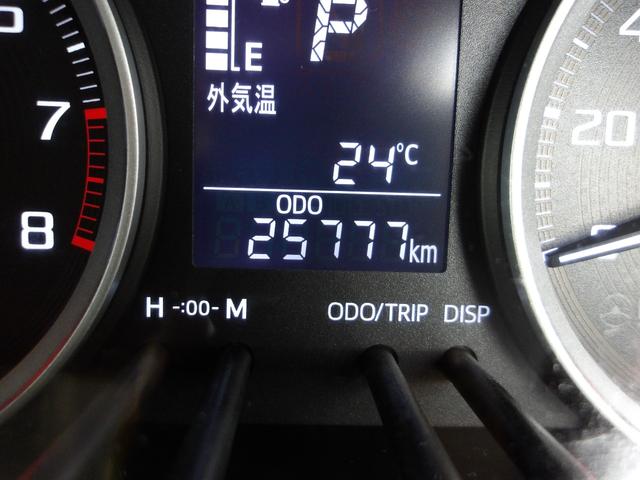 P
E
外気温
24°C
ODO
25777km
H -:00- M
ODO/TRIP DISP
7
8
20